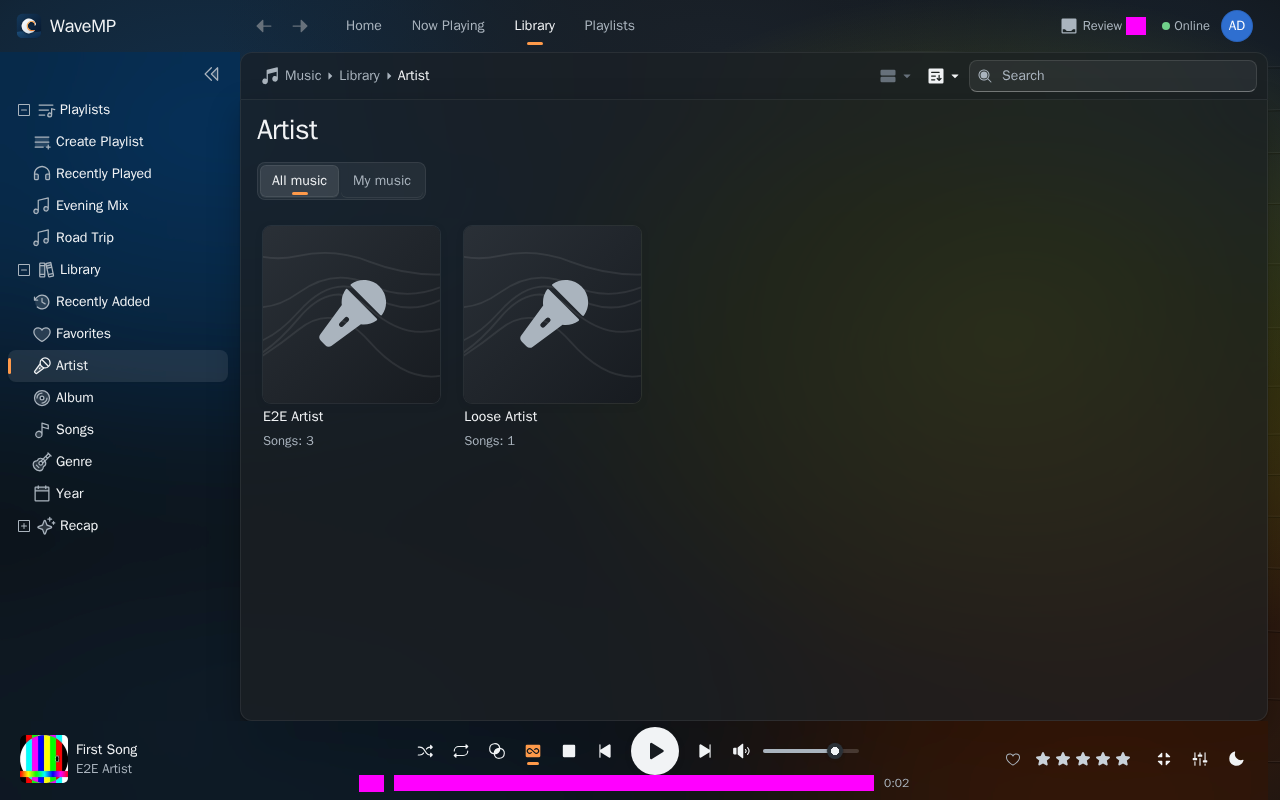 WaveMP
Home
Now Playing
Library
Playlists
Review
Online
AD
Music
Library
Artist
Search
Playlists
Create Playlist
Recently Played
Evening Mix
Road Trip
Library
Recently Added
Favorites
Artist
Album
Songs
Genre
Year
Recap
Artist
All music
My music
E2E Artist
Songs: 3
Loose Artist
Songs: 1
First Song
E2E Artist
0:02